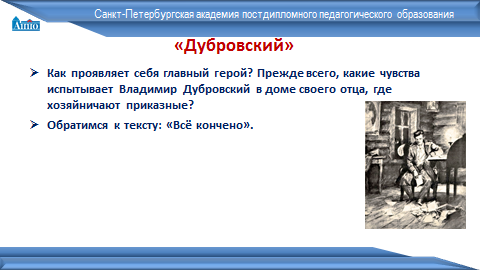 Санкт-Петербургская академия постдипломного педагогического образования
АППО
«Дубровский»
Как проявляет себя главный герой? Прежде всего, какие чувства
испытывает Владимир Дубровский в доме своего отца, где
хозяйничают приказные?
Обратимся к тексту: «Всё кончено».